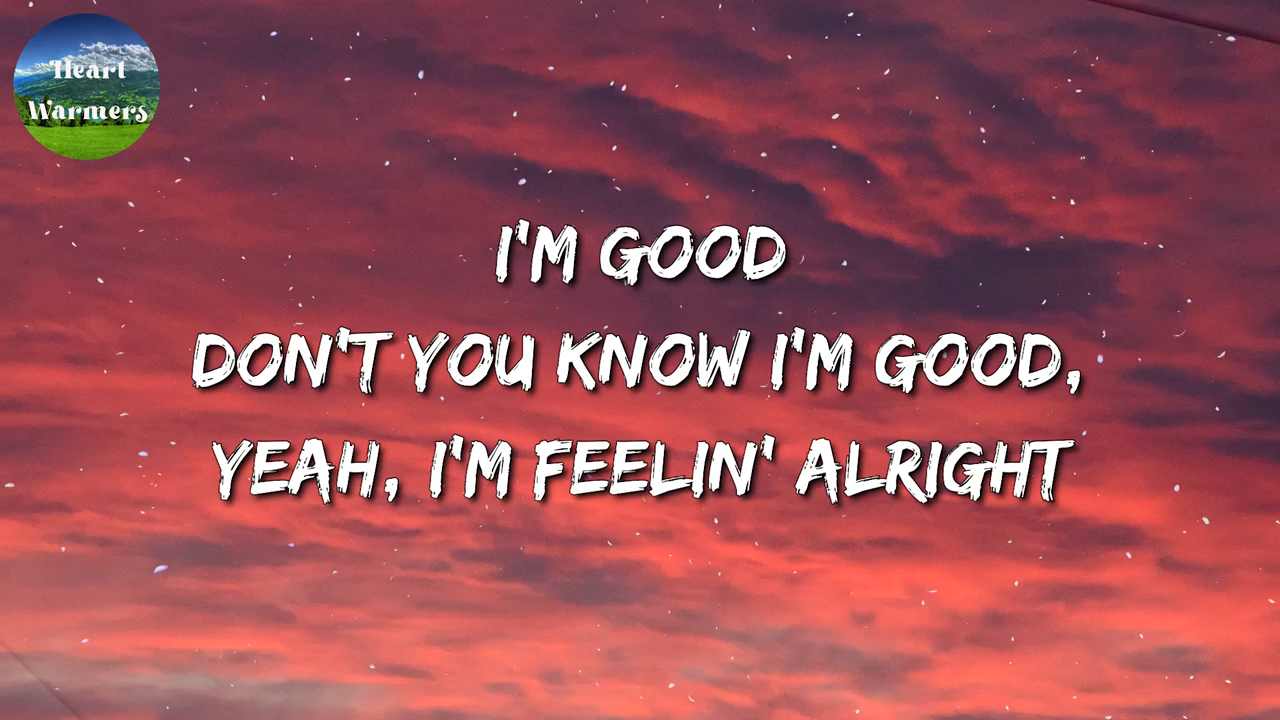 Heart
Warmers
I'M GOOD
DON'T YOU KNOW I'M GOOD,
YEAH, I'M FEELIN' ALRIGHT